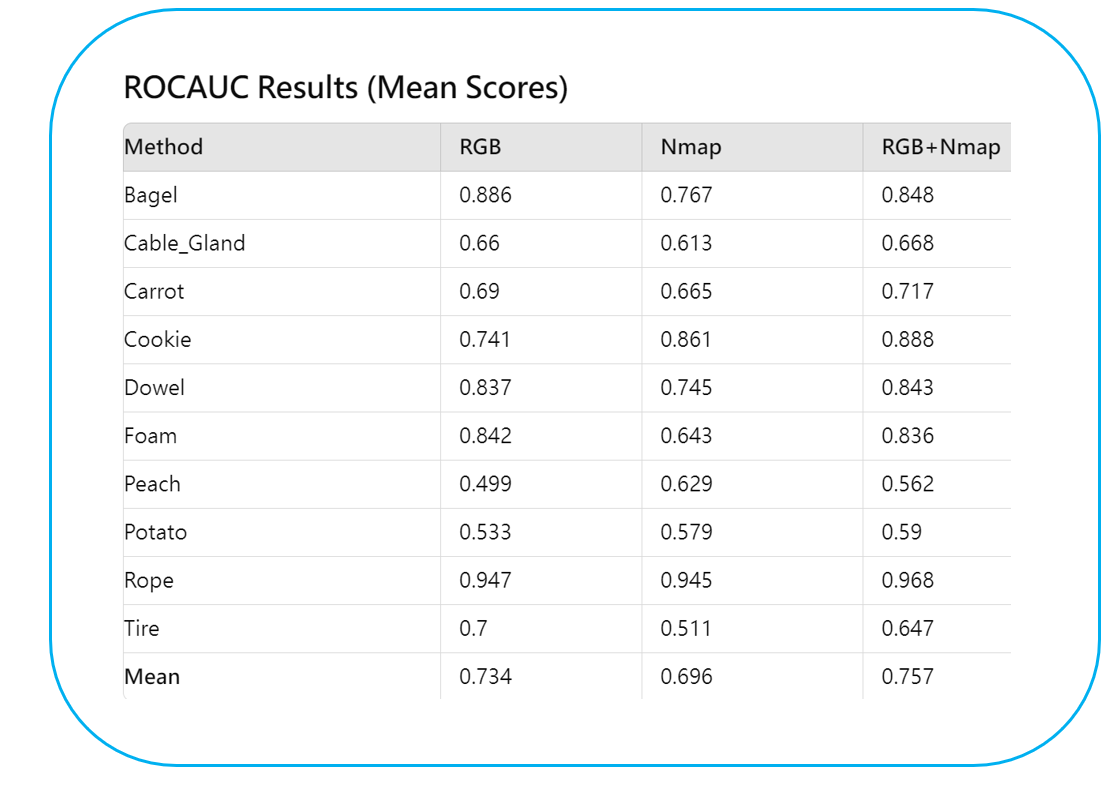 ROCAUC Results (Mean Scores)
Method RGB Nmap RGB+Nmap
Bagel 0.886 0.767 0.848
Cable_Gland 0.66 0.613 0.668
Carrot 0.69 0.665 0.717
Cookie 0.741 0.861 0.888
Dowel 0.837 0.745 0.843
Foam 0.842 0.643 0.836
Peach 0.499 0.629 0.562
Potato 0.533 0.579 0.59
Rope 0.947 0.945 0.968
Tire 0.7 0.511 0.647
Mean 0.734 0.696 0.757